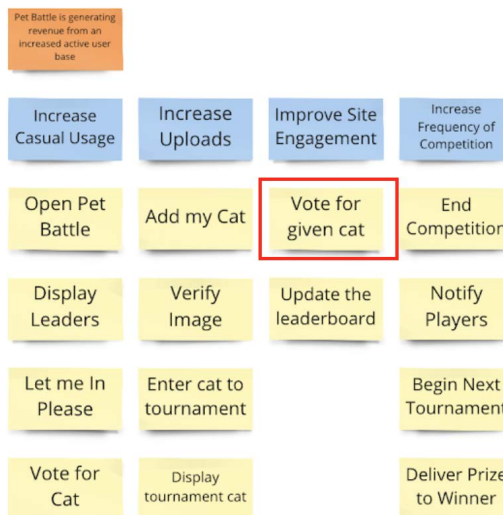 Pet Battle is generating
revenue from an
increased active user
base
Increase
Casual Usage
Increase
Uploads
Improve Site
Engagement
Increase
Frequency of
Competition
Open Pet
Battle
Add my Cat
Vote for
given cat
End
Competition
Display
Leaders
Verify
Image
Update the
leaderboard
Notify
Players
Let me In
Please
Enter cat to
tournament
Begin Next
Tournament
Vote for
Cat
Display
tournament cat
Deliver Prize
to Winner